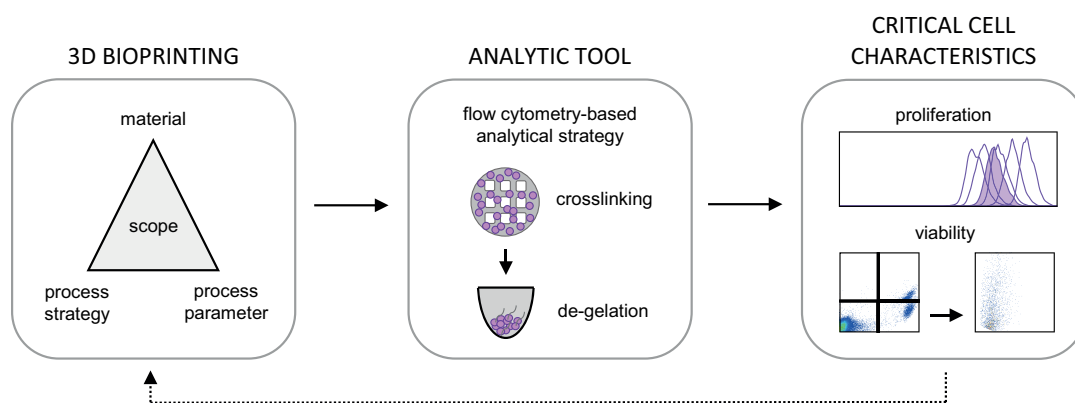 3D BIOPRINTING
material
scope
process
strategy
process
parameter
ANALYTIC TOOL
flow cytometry-based
analytical strategy
crosslinking
de-gelation
CRITICAL CELL
CHARACTERISTICS
proliferation
viability